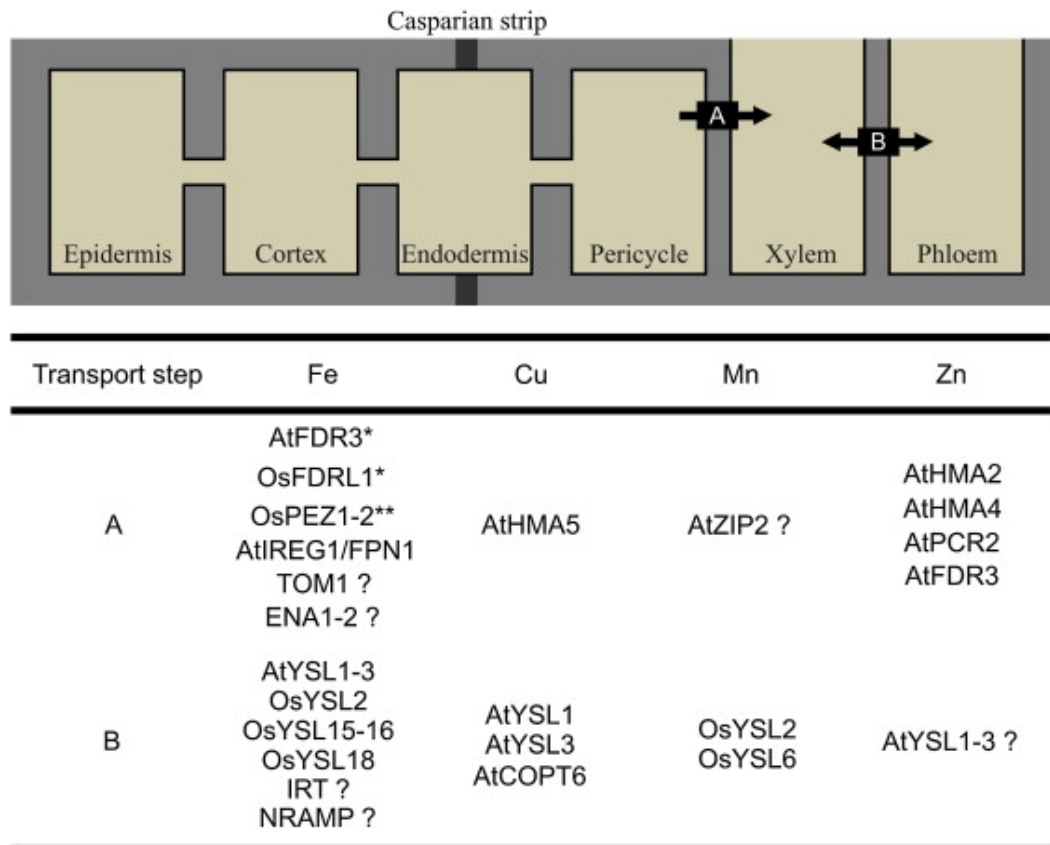 Casparian strip
A
B
Epidermis Cortex Endodermis Pericycle Xylem Phloem
Transport step Fe Cu Mn Zn
A
AtFDR3*
OsFDRL1*
OsPEZ1-2**
AtIREG1/FPN1
TOM1 ?
ENA1-2 ?
AtHMA5
AtZIP2 ?
AtHMA2
AtHMA4
AtPCR2
AtFDR3
B
AtYSL1-3
OsYSL2
OsYSL15-16
OsYSL18
IRT ?
NRAMP ?
AtYSL1
AtYSL3
AtCOPT6
OsYSL2
OsYSL6
AtYSL1-3 ?